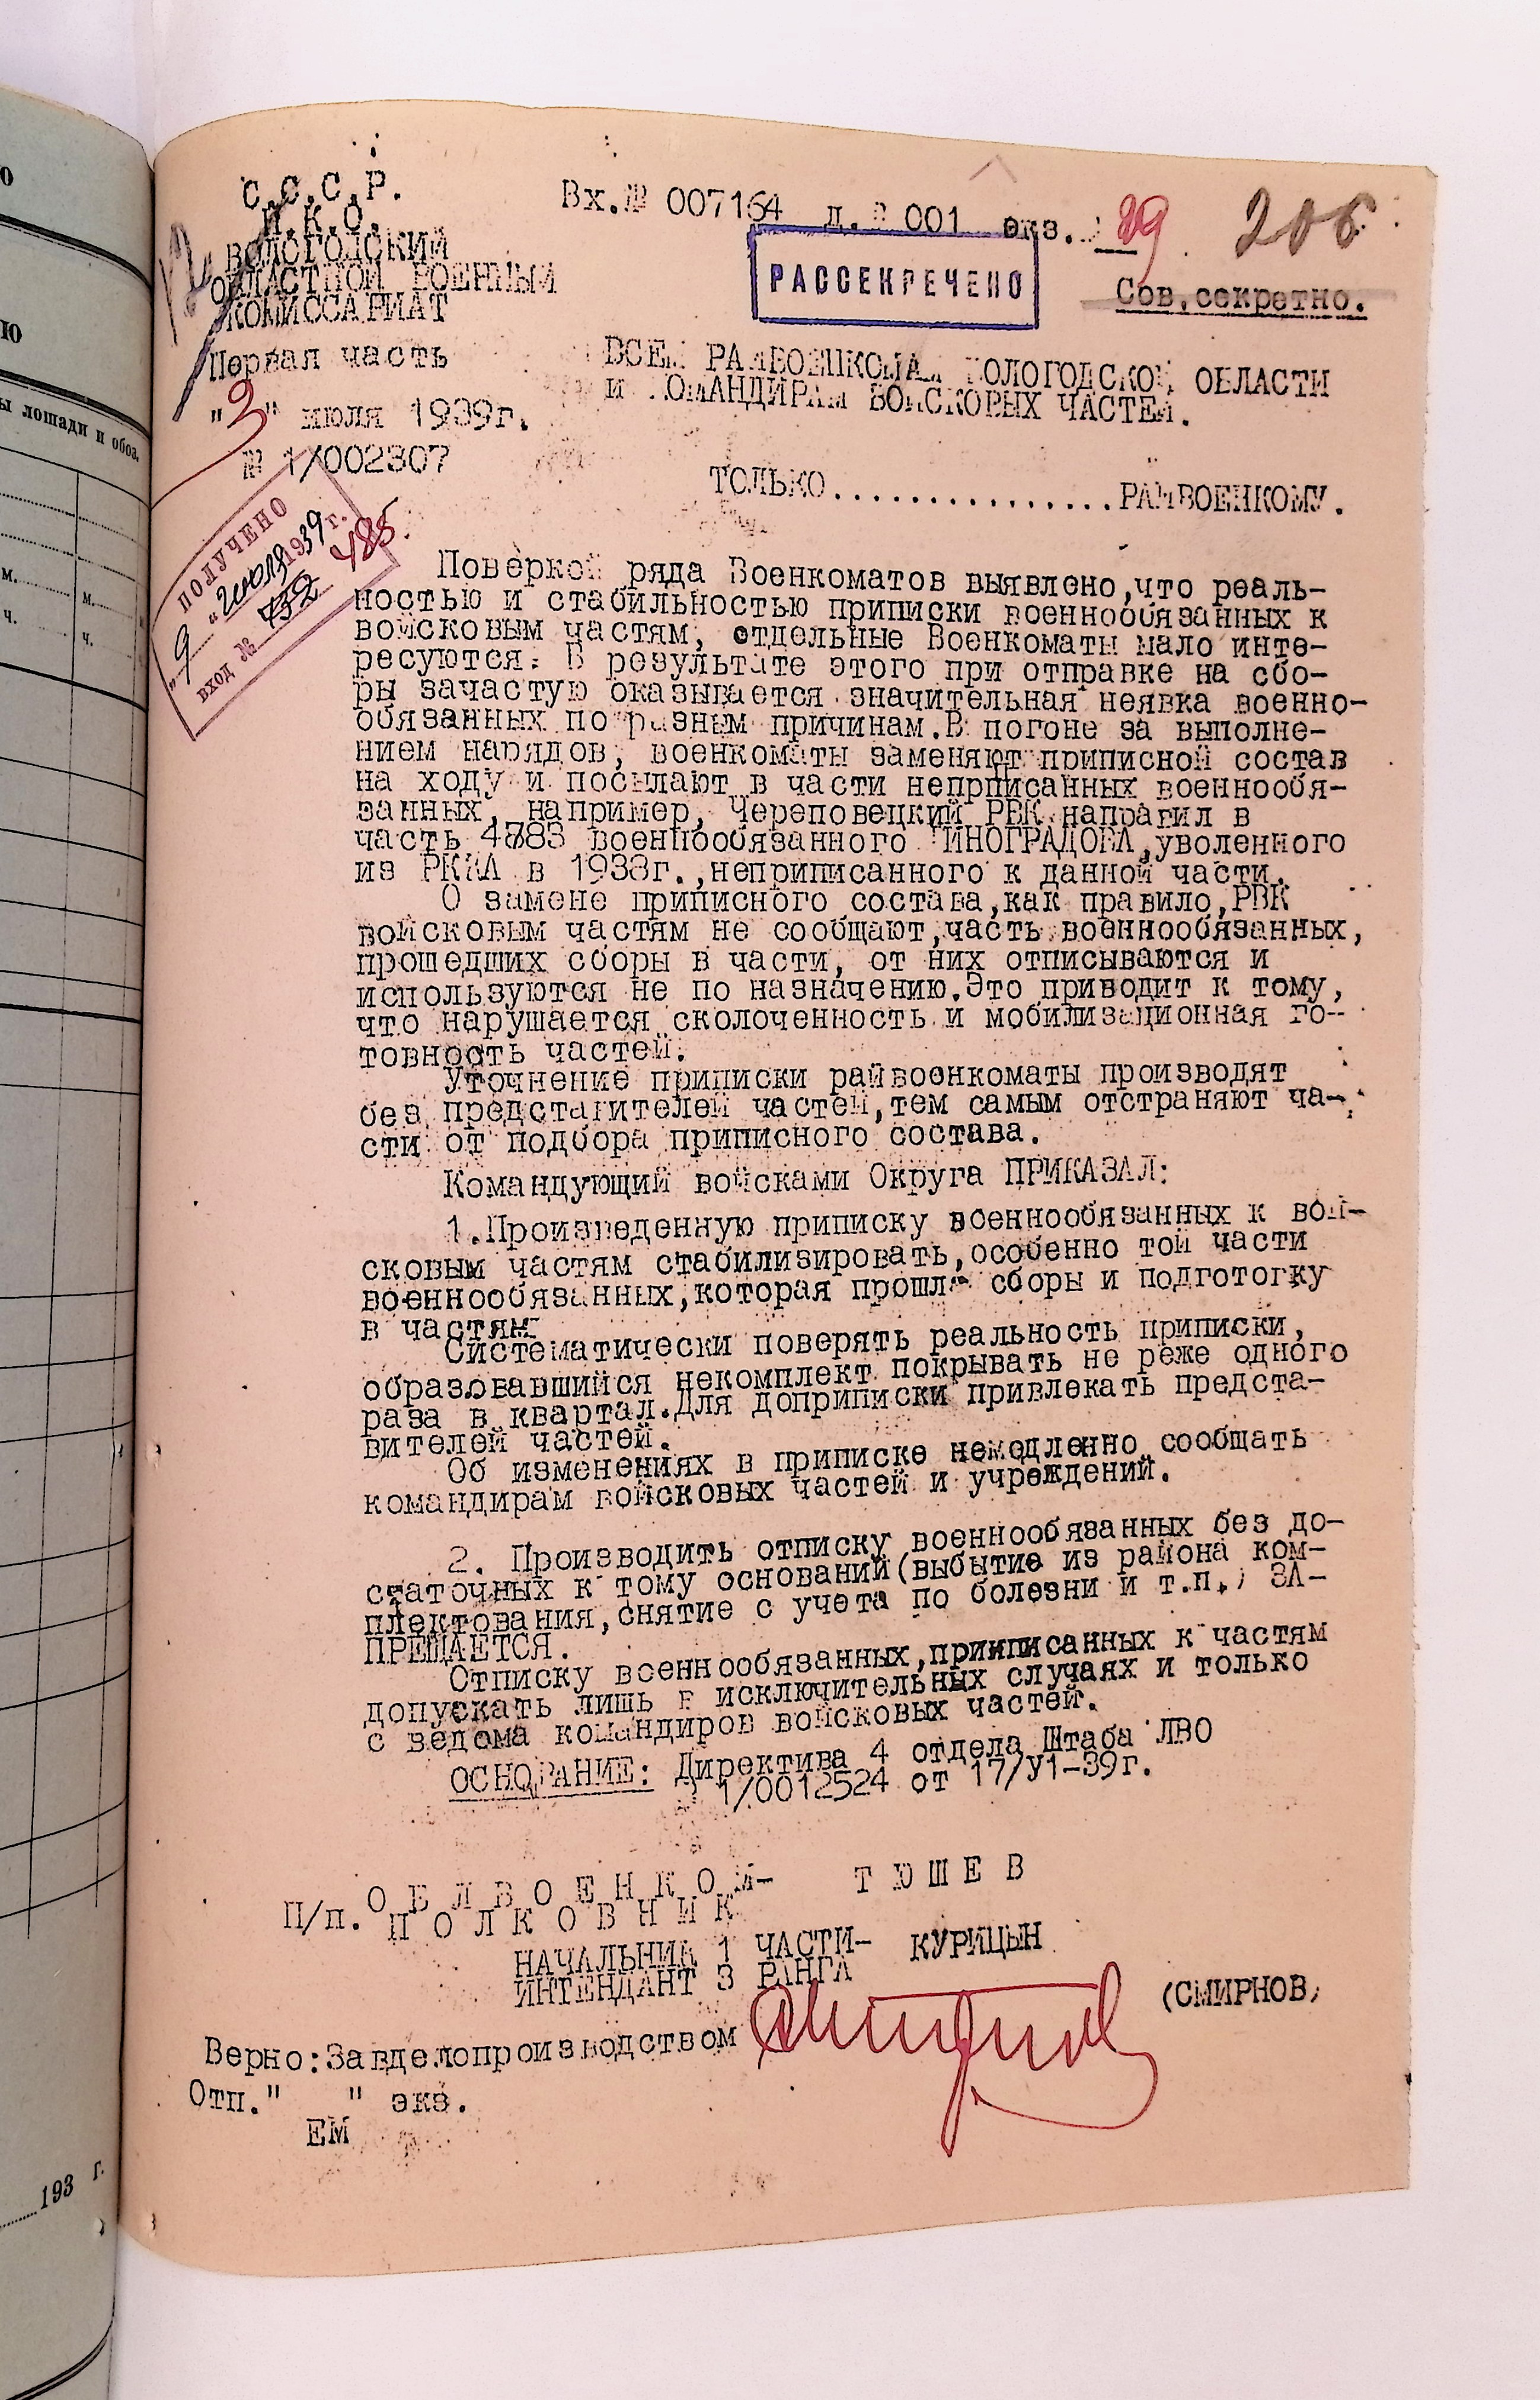 С.С.С.Р.
Н.К.О.
ВОЛОГОДСКИЙ
ОБЛАСТНОЙ ВОЕННЫЙ
КОМИССАРИАТ
Первая часть
"3" июля 1939г.
№ 1/002307
Вх.№ 007164 д.№ 001 экз. 89
206
РАССЕКРЕЧЕНО
Сов.секретно.
ВСЕМ РАЙВОЕНКОМАМ ВОЛОГОДСКОЙ ОБЛАСТИ
И КОМАНДИРАМ ВОЙСКОВЫХ ЧАСТЕЙ.
ТОЛЬКО................РАЙВОЕНКОМУ.
ПОЛУЧЕНО
"9" июля 1939 г.
ВХОД №
485
Поверкой ряда Военкоматов выявлено,что реаль-
ностью и стабильностью приписки военнообязанных к
войсковым частям, отдельные Военкоматы мало инте-
ресуются. В результате этого при отправке на сбо-
ры зачастую оказывается значительная неявка военно-
обязанных по разным причинам.В погоне за выполне-
нием нарядов, военкоматы заменяют приписной состав
на ходу и посылают в части неприписанных военнообя-
занных, например, Череповецкий РВК направил в
часть 4783 военнообязанного ВИНОГРАДОВА,уволенного
из РККА в 1938г.,неприписанного к данной части.
О замене приписного состава,как правило,РВК
войсковым частям не сообщают,часть военнообязанных,
прошедших сборы в части, от них отписываются и
используются не по назначению.Это приводит к тому,
что нарушается сколоченность и мобилизационная го-
товность частей.
Уточнение приписки райвоенкоматы производят
без представителей частей,тем самым отстраняют ча-
сти от подбора приписного состава.
Командующий войсками Округа ПРИКАЗАЛ:
1.Произведенную приписку военнообязанных к вой-
сковым частям стабилизировать,особенно той части
военнообязанных,которая прошла сборы и подготовку
в частям
Систематически поверять реальность приписки,
образовавшийся некомплект покрывать не реже одного
раза в квартал.Для доприписки привлекать предста-
вителей частей.
Об изменениях в приписке немедленно сообщать
командирам войсковых частей и учреждений.
2. Производить отписку военнообязанных без до-
статочных к тому оснований(выбытие из района ком-
плектования,снятие с учета по болезни и т.п.) ЗА-
ПРЕЩАЕТСЯ.
Отписку военнообязанных,приписанных к частям
допускать лишь в исключительных случаях и только
с ведома командиров войсковых частей.
ОСНОВАНИЕ: Директива 4 отдела Штаба ЛВО
1/0012524 от 17/У1-39г.
П/п. ОБЛВОЕНКОМ- ТЮШЕВ
ПОЛКОВНИК
НАЧАЛЬНИК 1 ЧАСТИ- КУРИЦЫН
ИНТЕНДАНТ 3 РАНГА
(СМИРНОВ)
Верно:Завделопроизводством
Отп." " экз.
ЕМ
О
Ю
ы лошади и обоз.
м.
м.
ч.
ч.
193 г.